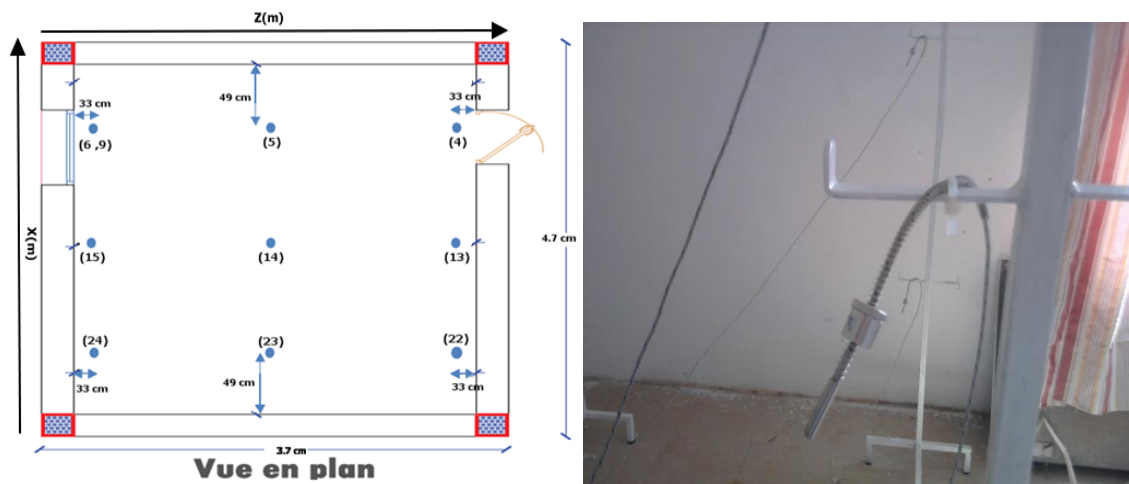 Z(m)
33 cm
49 cm
33 cm
(6 ,9)
(5)
(4)
X(m)
4.7 cm
(15)
(14)
(13)
(24)
(23)
(22)
33 cm
49 cm
33 cm
3.7 cm
Vue en plan